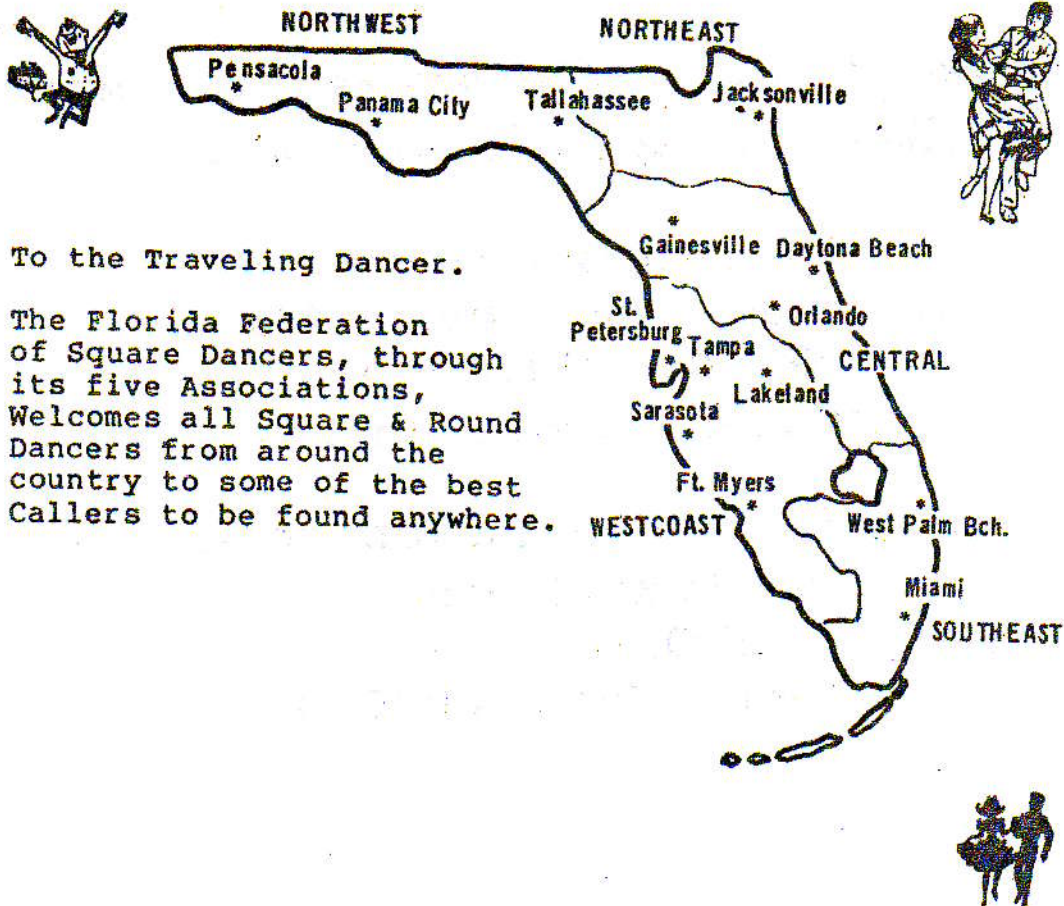 NORTHWEST
NORTHEAST
Pensacola
Panama City
Tallahassee
Jacksonville
To the Traveling Dancer.
The Florida Federation
of Square Dancers, through
its five Associations,
Welcomes all Square & Round
Dancers from around the
country to some of the best
Callers to be found anywhere.
Gainesville
Daytona Beach
St.
Petersburg
Orlando
Tampa
CENTRAL
Lakeland
Sarasota
Ft. Myers
WESTCOAST
West Palm Bch.
Miami
SOUTHEAST